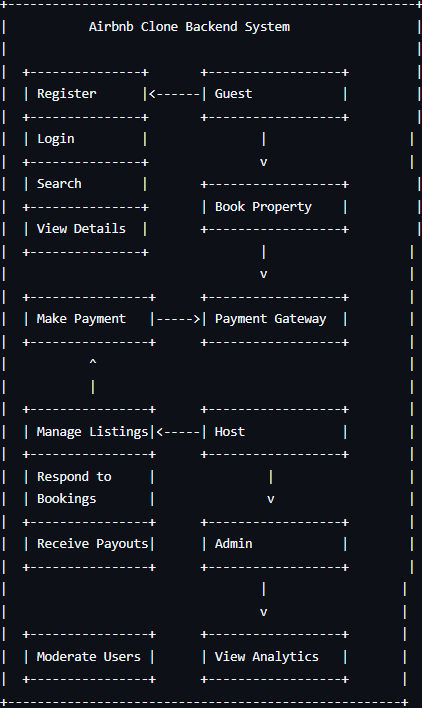 Airbnb Clone Backend System
Register Guest
Login
Search
Book Property
View Details
Make Payment Payment Gateway
Manage Listings Host
Respond to
Bookings
Receive Payouts Admin
Moderate Users View Analytics